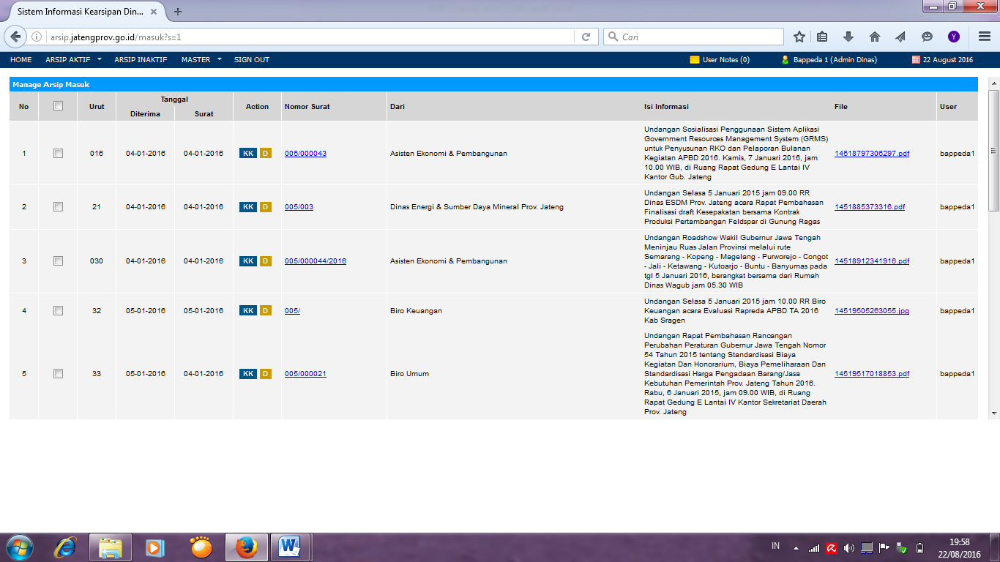 Sistem Informasi Kearsipan Din...
arsip.jatengprov.go.id/masuk?s=1
Cari
Y
HOME ARSIP AKTIF ARSIP INAKTIF MASTER SIGN OUT User Notes (0) Bappeda 1 (Admin Dinas) 22 August 2016
Manage Arsip Masuk
No Urut Tanggal Action Nomor Surat Dari Isi Informasi File User
Diterima Surat
1 016 04-01-2016 04-01-2016 KK D 005/000043 Asisten Ekonomi & Pembangunan
Undangan Sosialisasi Penggunaan Sistem Aplikasi
Government Resources Management System (GRMS)
untuk Penyusunan RKO dan Pelaporan Bulanan
Kegiatan APBD 2016. Kamis, 7 Januari 2016, jam
10.00 WIB, di Ruang Rapat Gedung E Lantai IV
Kantor Gub. Jateng
14518797306297.pdf bappeda1
2 21 04-01-2016 04-01-2016 KK D 005/003 Dinas Energi & Sumber Daya Mineral Prov. Jateng
Undangan Selasa 5 Januari 2015 jam 09.00 RR
Dinas ESDM Prov. Jateng acara Rapat Pembahasan
Finalisasi draft Kesepakatan bersama Kontrak
Produksi Pertambangan Feldspar di Gunung Ragas
1451885373316.pdf bappeda1
3 030 04-01-2016 04-01-2016 KK D 005/000044/2016 Asisten Ekonomi & Pembangunan
Undangan Roadshow Wakil Gubernur Jawa Tengah
Meninjau Ruas Jalan Provinsi melalui rute
Semarang - Kopeng - Magelang - Purworejo - Congot
- Jali - Ketawang - Kutoarjo - Buntu - Banyumas pada
tgl 5 Januari 2016, berangkat bersama dari Rumah
Dinas Wagub jam 05.30 WIB
14518912341916.pdf bappeda1
4 32 05-01-2016 05-01-2016 KK D 005/ Biro Keuangan
Undangan Selasa 5 Januari 2015 jam 10.00 RR Biro
Keuangan acara Evaluasi Rapreda APBD TA 2016
Kab Sragen
14519505263055.jpg bappeda1
5 33 05-01-2016 04-01-2016 KK D 005/000021 Biro Umum
Undangan Rapat Pembahasan Rancangan
Perubahan Peraturan Gubernur Jawa Tengah Nomor
54 Tahun 2015 tentang Standardisasi Biaya
Kegiatan Dan Honorarium, Biaya Pemeliharaan Dan
Standardisasi Harga Pengadaan Barang/Jasa
Kebutuhan Pemerintah Prov. Jateng Tahun 2016.
Rabu, 6 Januari 2015, jam 09.00 WIB, di Ruang
Rapat Gedung E Lantai IV Kantor Sekretariat Daerah
Prov. Jateng
14519517018853.pdf bappeda1
IN 19:58
22/08/2016